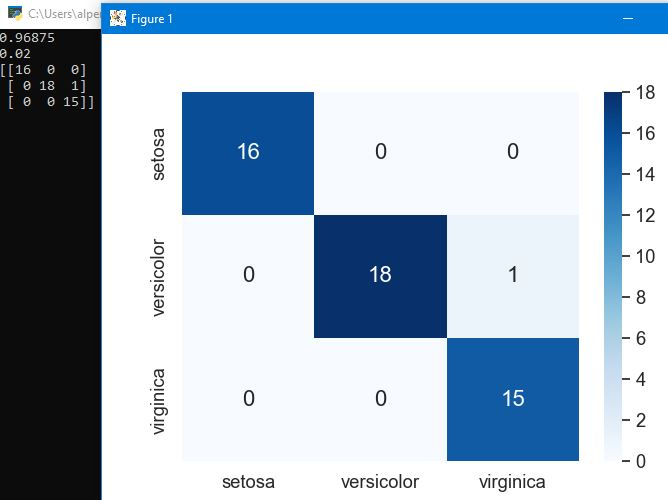 C:\Users\alper
Figure 1
0.96875
0.02
[[16 0 0]
[ 0 18 1]
[ 0 0 15]]
setosa
16 0 0
versicolor
0 18 1
virginica
0 0 15
setosa versicolor virginica
18
16
14
12
10
8
6
4
2
0